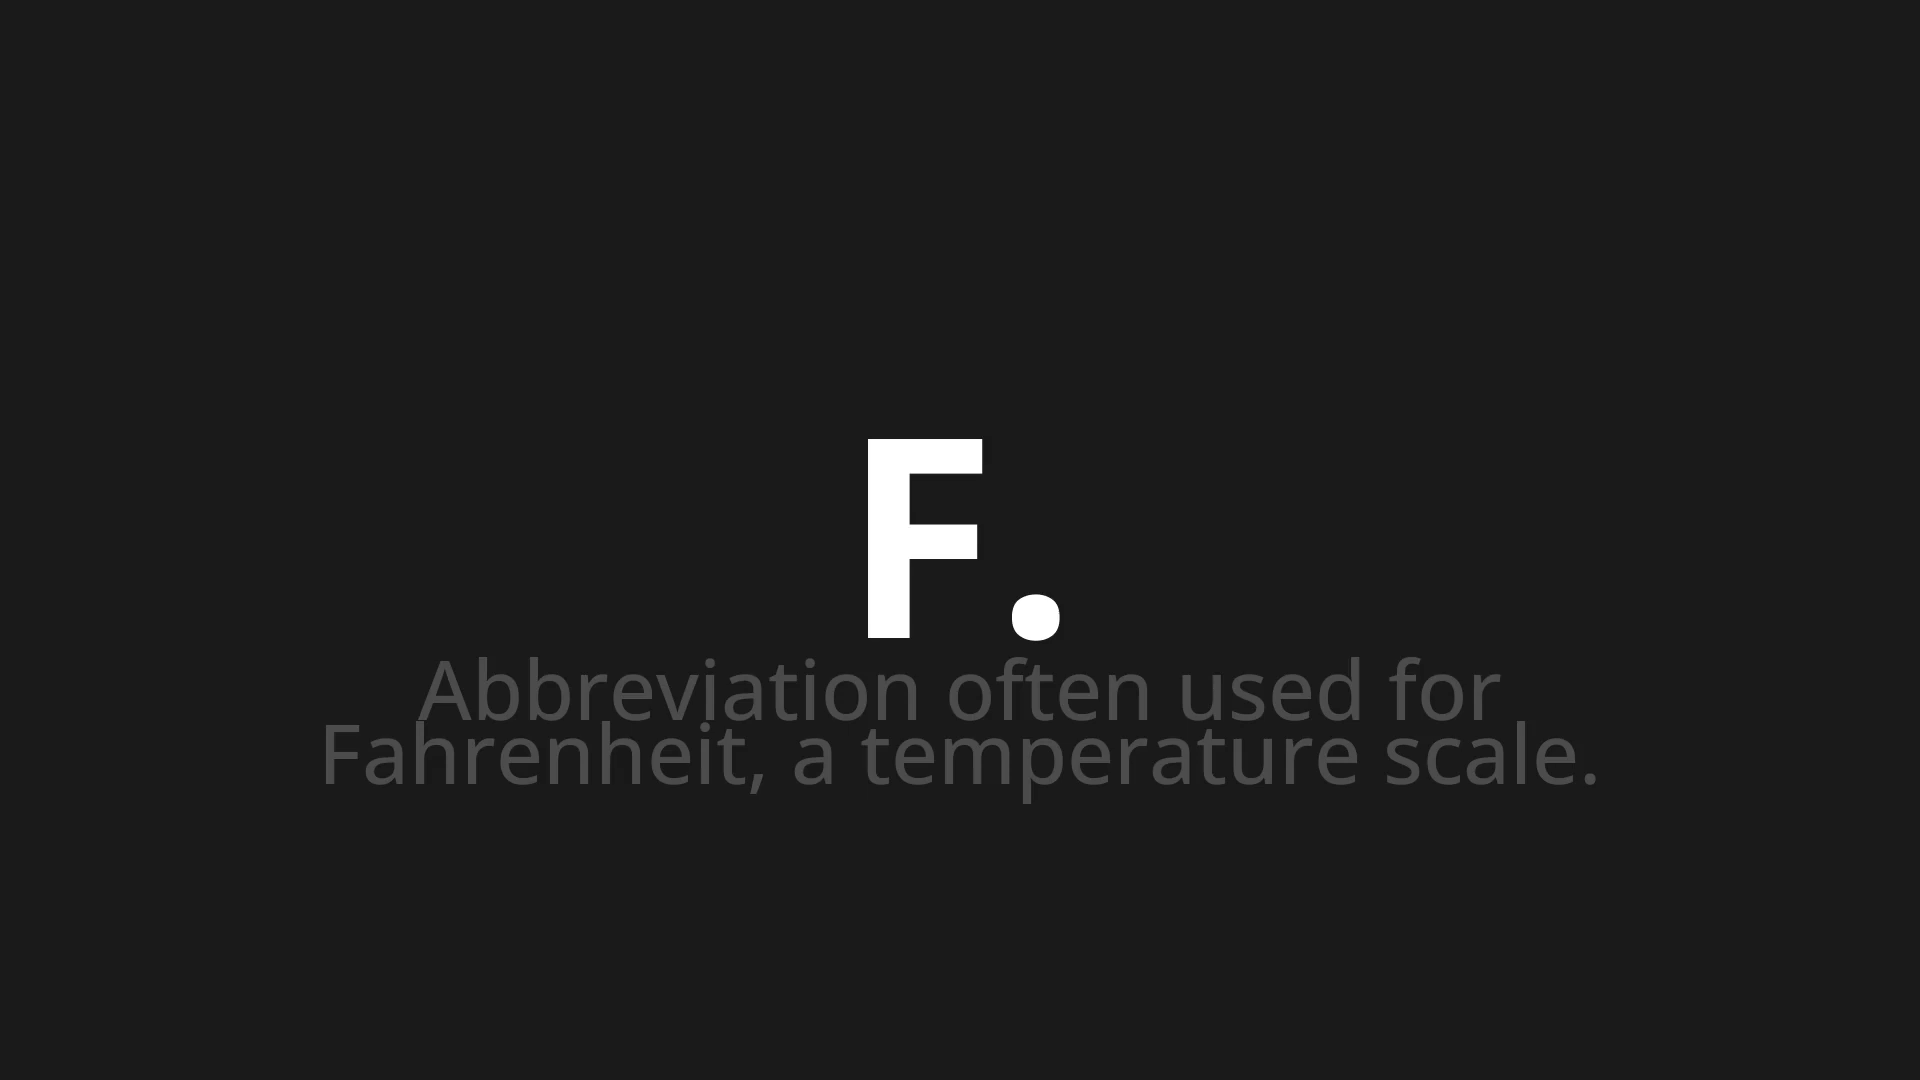 F.
Abbreviation often used for
Fahrenheit, a temperature scale.